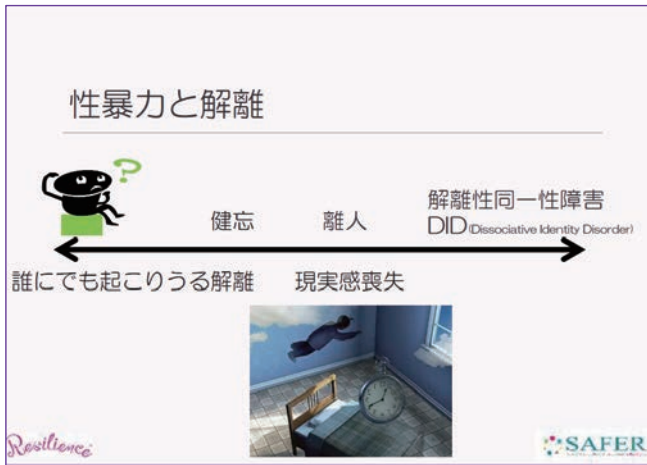 性暴力と解離
?
健忘
離人
解離性同一性障害
DID(Dissociative Identity Disorder)
誰にでも起こりうる解離
現実感喪失
Resilience
SAFER